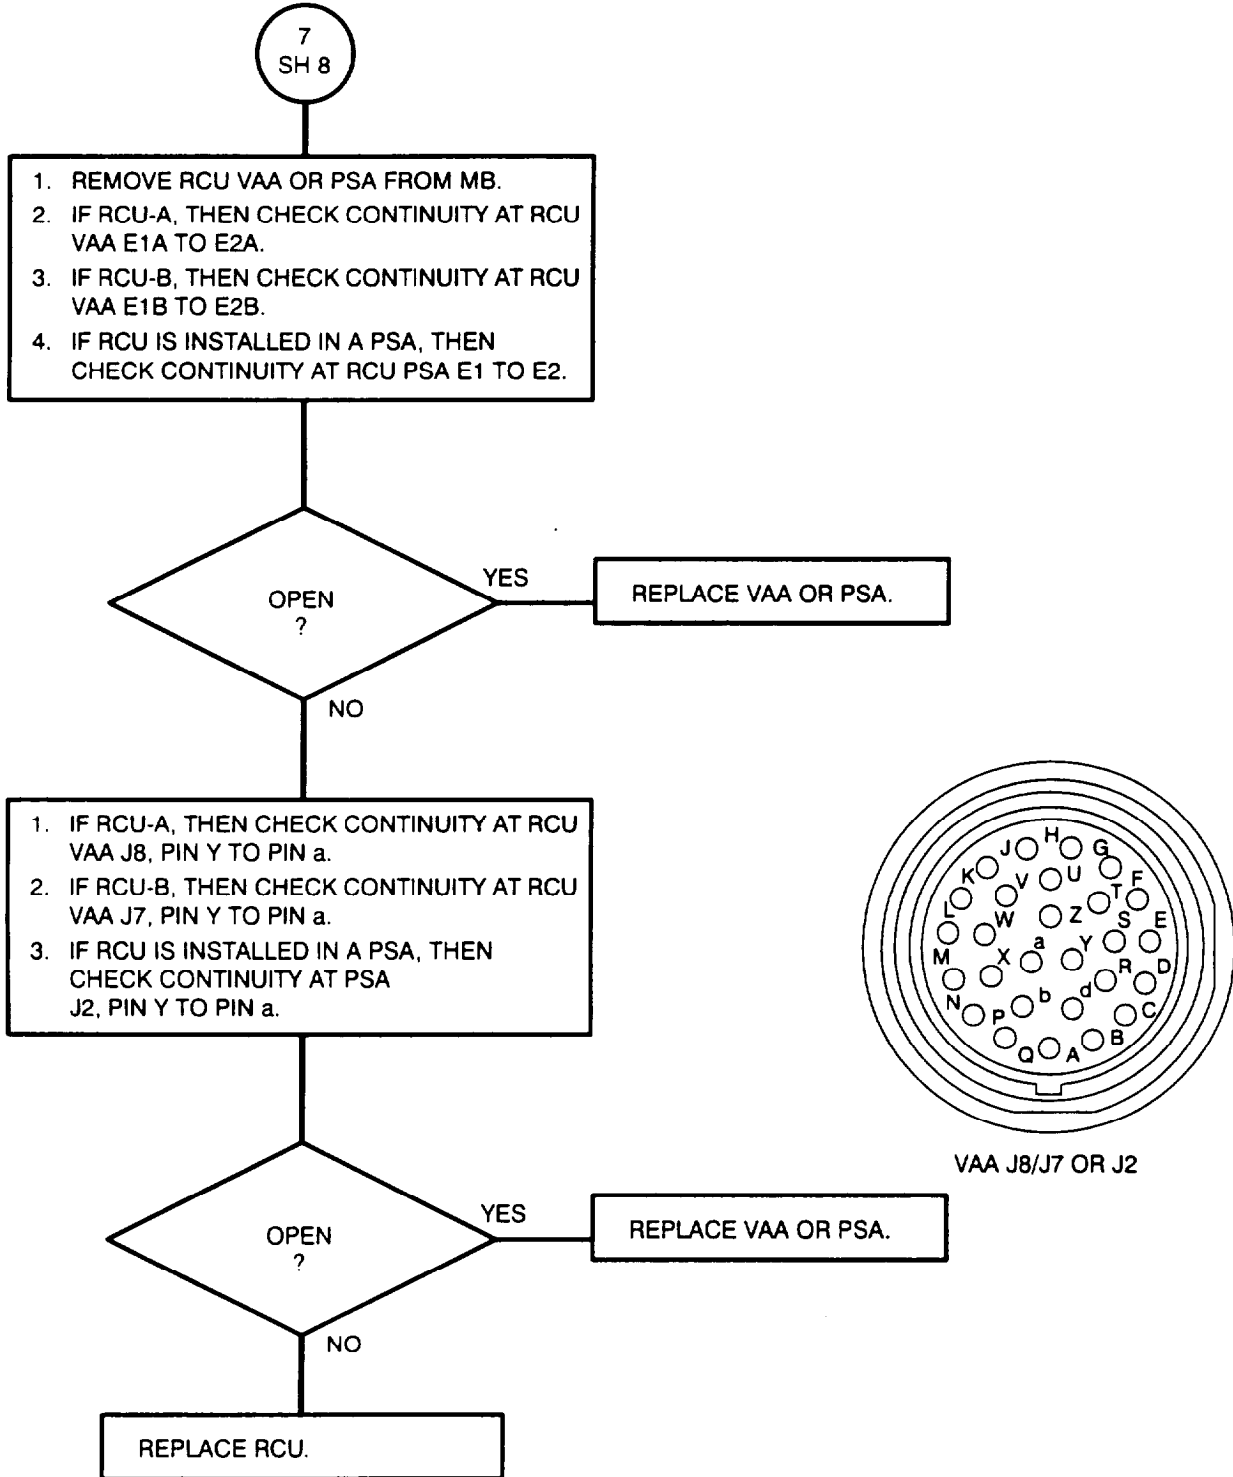 7
SH 8
1. REMOVE RCU VAA OR PSA FROM MB.
2. IF RCU-A, THEN CHECK CONTINUITY AT RCU
VAA E1A TO E2A.
3. IF RCU-B, THEN CHECK CONTINUITY AT RCU
VAA E1B TO E2B.
4. IF RCU IS INSTALLED IN A PSA, THEN
CHECK CONTINUITY AT RCU PSA E1 TO E2.
OPEN
?
YES
REPLACE VAA OR PSA.
NO
1. IF RCU-A, THEN CHECK CONTINUITY AT RCU
VAA J8, PIN Y TO PIN a.
2. IF RCU-B, THEN CHECK CONTINUITY AT RCU
VAA J7, PIN Y TO PIN a.
3. IF RCU IS INSTALLED IN A PSA, THEN
CHECK CONTINUITY AT PSA
J2, PIN Y TO PIN a.
J H G
K V U T F
L W Z S E
M X a Y R D
N P b d C
Q A B
VAA J8/J7 OR J2
OPEN
?
YES
REPLACE VAA OR PSA.
NO
REPLACE RCU.